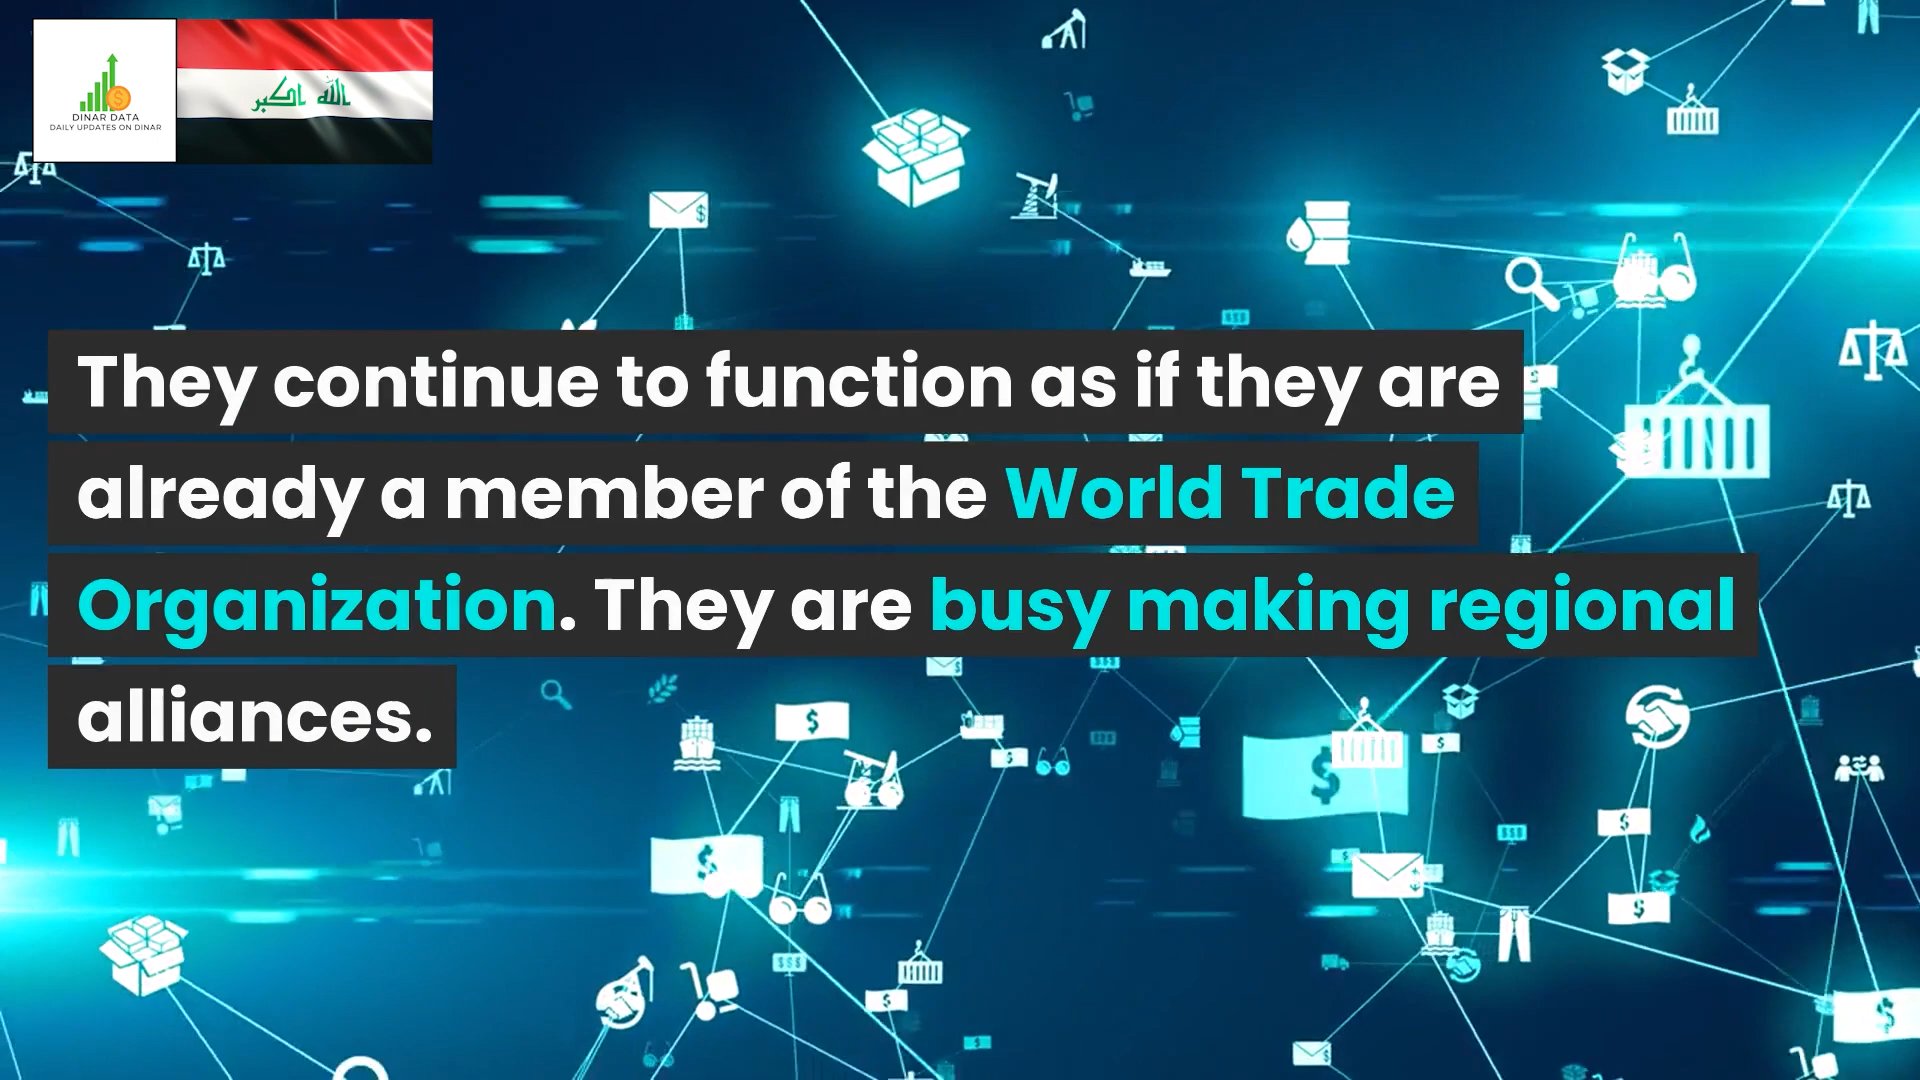 DINAR DATA
DAILY UPDATES ON DINAR
الله اكبر
They continue to function as if they are
already a member of the World Trade
Organization. They are busy making regional
alliances.